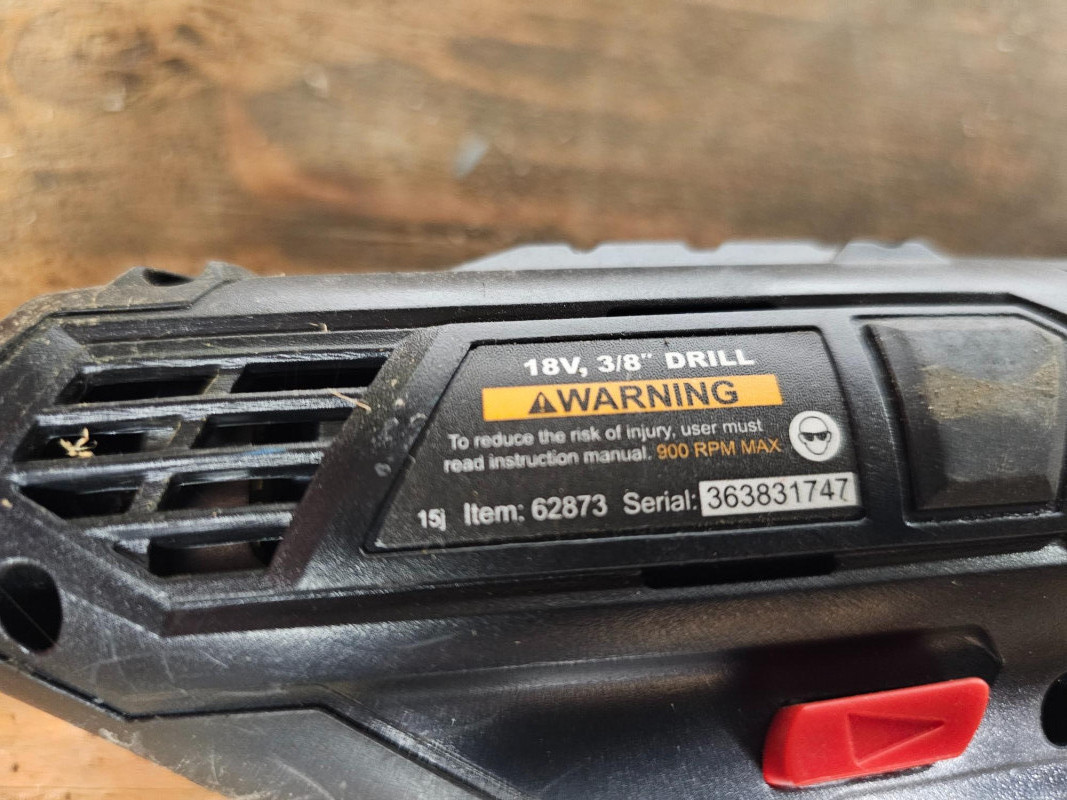 18V, 3/8" DRILL
⚠WARNING
To reduce the risk of injury, user must
read instruction manual. 900 RPM MAX
15j Item: 62873 Serial: 363831747